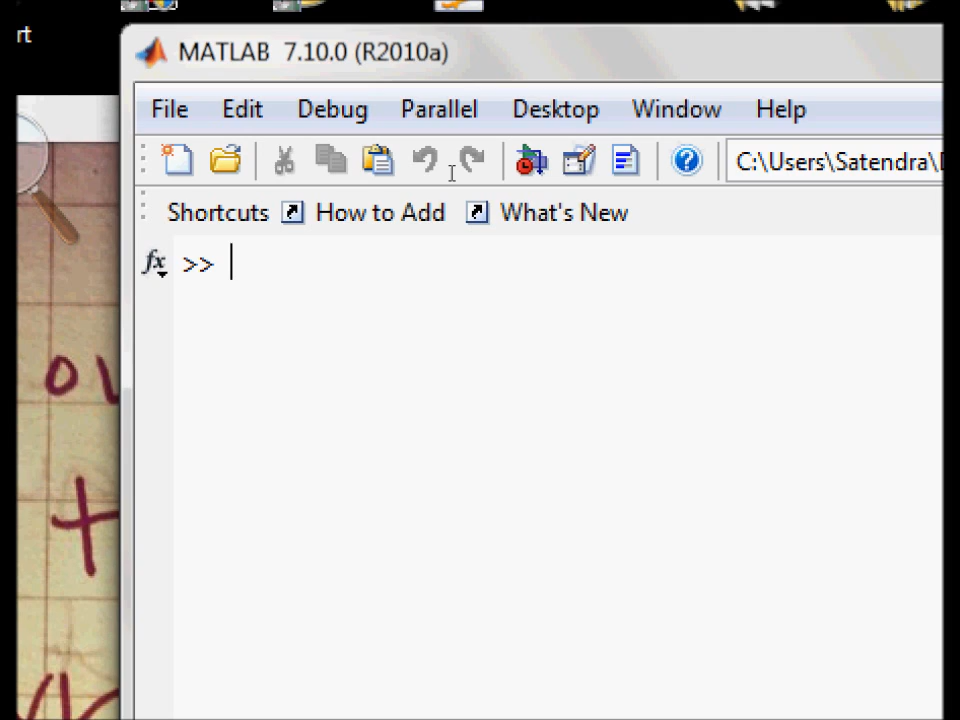 rt
MATLAB 7.10.0 (R2010a)
File Edit Debug Parallel Desktop Window Help
C:\Users\Satendra\
Shortcuts How to Add What's New
fx >>